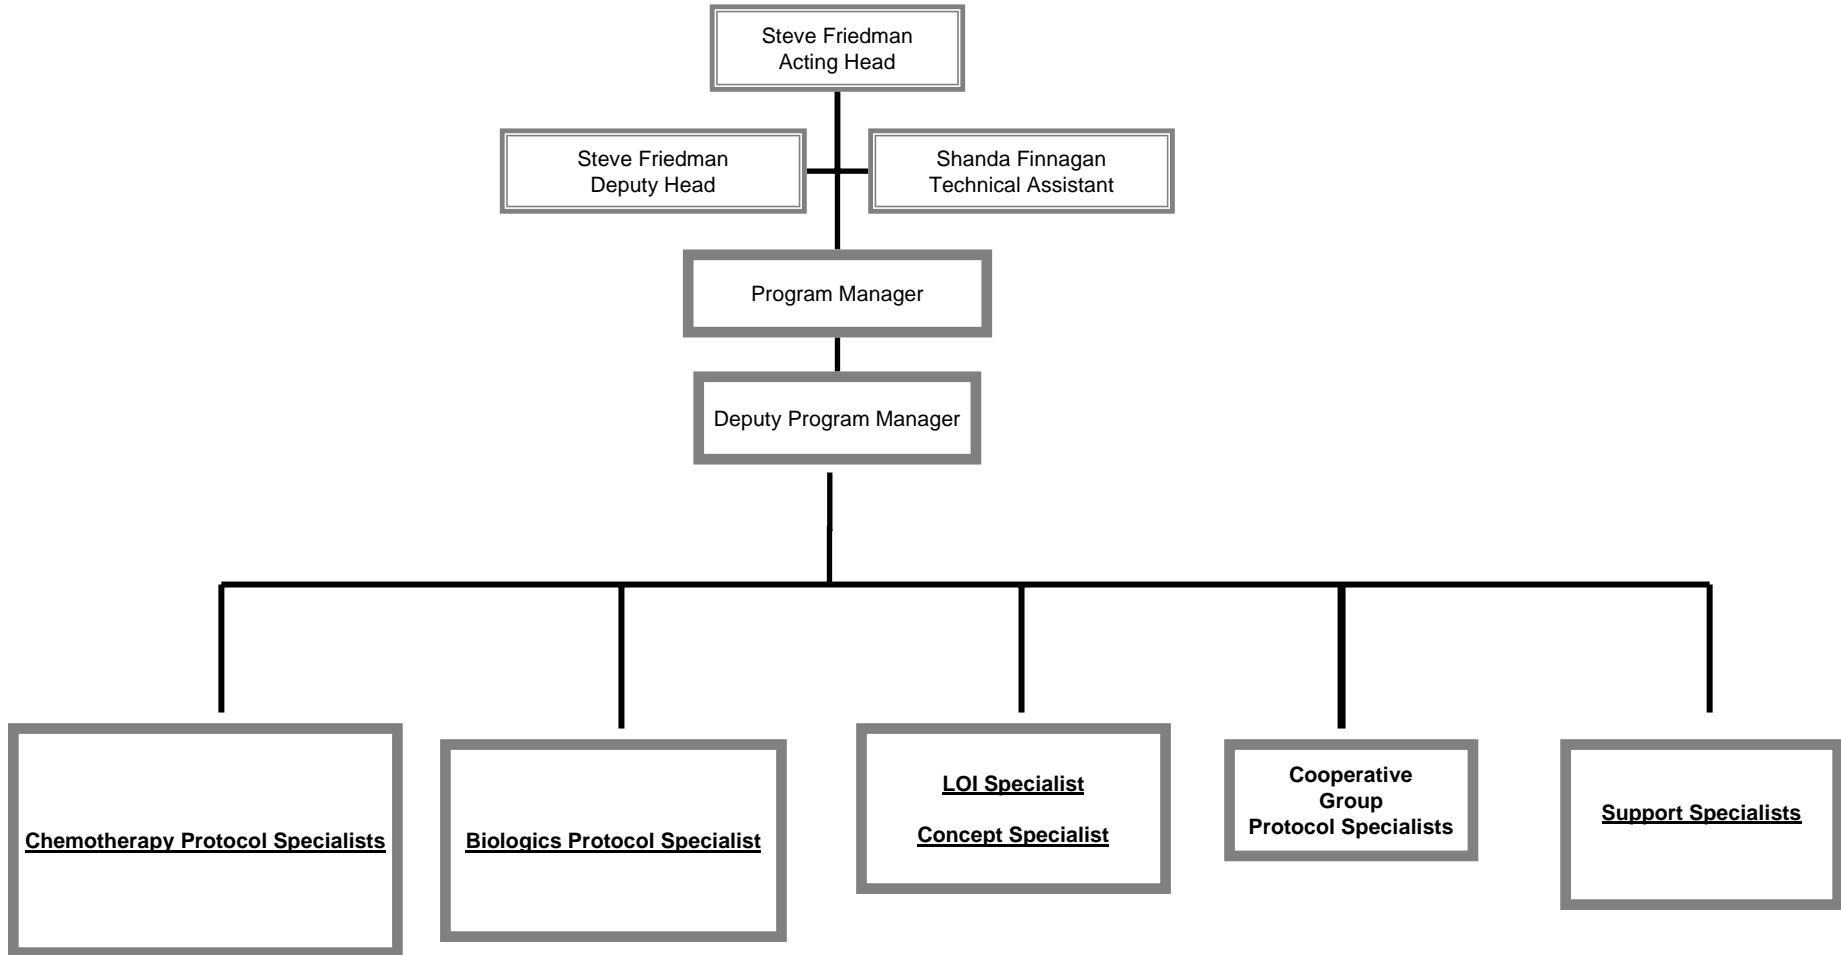 Steve Friedman
Acting Head
Steve Friedman
Deputy Head
Shanda Finnagan
Technical Assistant
Program Manager
Deputy Program Manager
Chemotherapy Protocol Specialists
Biologics Protocol Specialist
LOI Specialist
Concept Specialist
Cooperative
Group
Protocol Specialists
Support Specialists